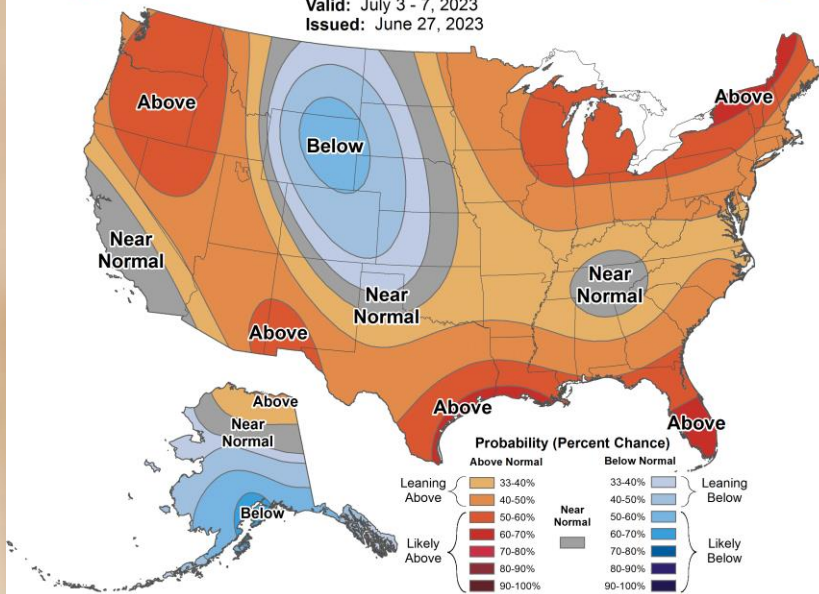 Valid: July 3 - 7, 2023
Issued: June 27, 2023
Above
Above
Below
Near
Normal
Near
Normal
Near
Normal
Above
Above
Above
Above
Near
Normal
Below
Probability (Percent Chance)
Above Normal
Below Normal
Leaning
Above
33-40%
40-50%
Likely
Above
50-60%
60-70%
70-80%
80-90%
90-100%
Near
Normal
33-40%
40-50%
Leaning
Below
50-60%
60-70%
70-80%
80-90%
90-100%
Likely
Below